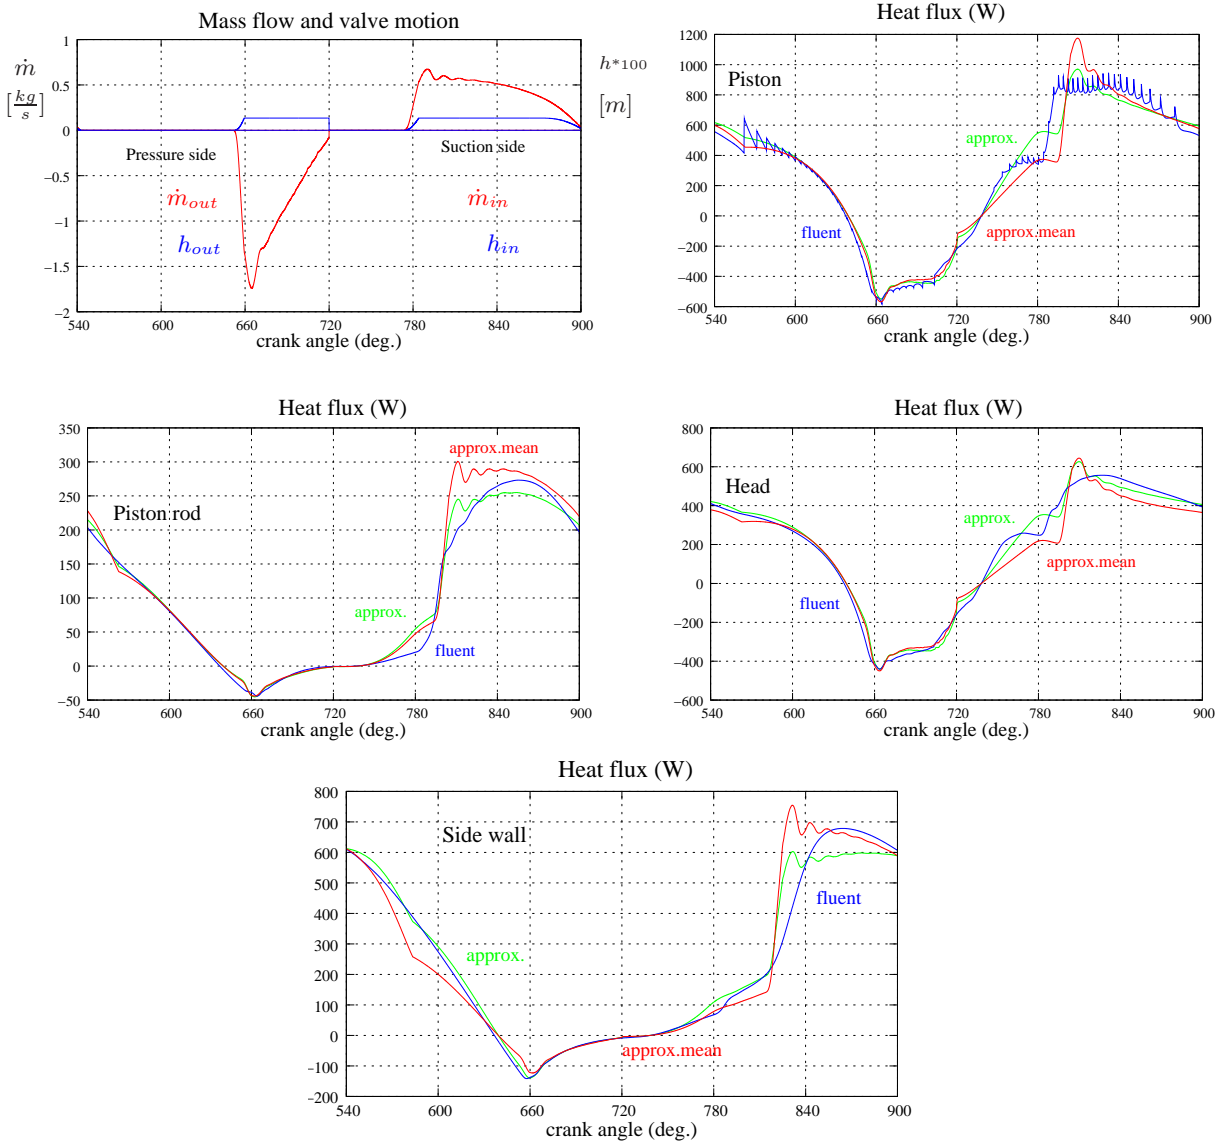 Mass flow and valve motion
ṁ
[kg/s]
h*100
[m]
1
0.5
0
−0.5
−1
−1.5
−2
Pressure side
Suction side
ṁout
ṁin
hout
hin
540 600 660 720 780 840 900
crank angle (deg.)
Heat flux (W)
1200
1000
800
600
400
200
0
−200
−400
−600
Piston
approx.
fluent
approx.mean
540 600 660 720 780 840 900
crank angle (deg.)
Heat flux (W)
350
300
250
200
150
100
50
0
−50
approx.mean
Piston rod
approx.
fluent
540 600 660 720 780 840 900
crank angle (deg.)
Heat flux (W)
800
600
400
200
0
−200
−400
−600
Head
approx.
approx.mean
fluent
540 600 660 720 780 840 900
crank angle (deg.)
Heat flux (W)
800
700
600
500
400
300
200
100
0
−100
−200
Side wall
fluent
approx.
approx.mean
540 600 660 720 780 840 900
crank angle (deg.)